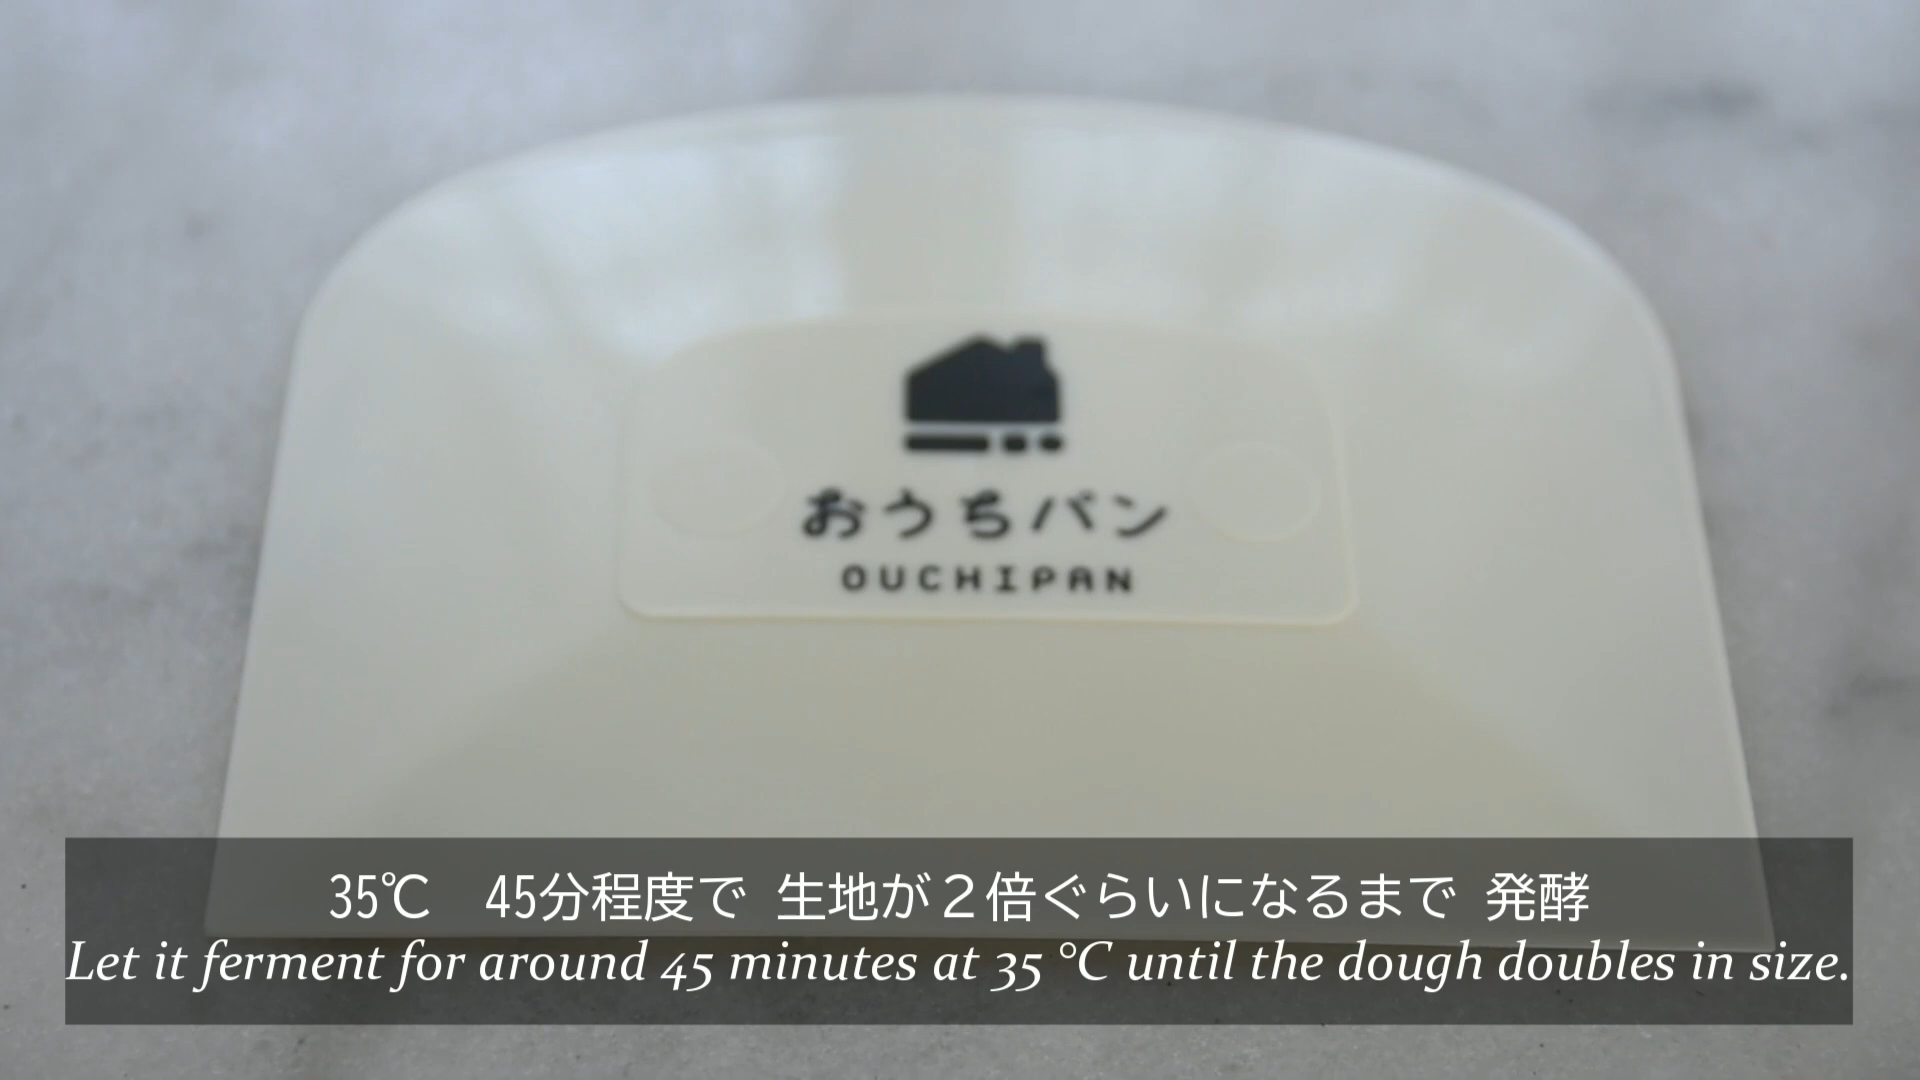 おうちパン
OUCHIPAN
35℃　45分程度で 生地が２倍ぐらいになるまで 発酵
Let it ferment for around 45 minutes at 35 °C until the dough doubles in size.